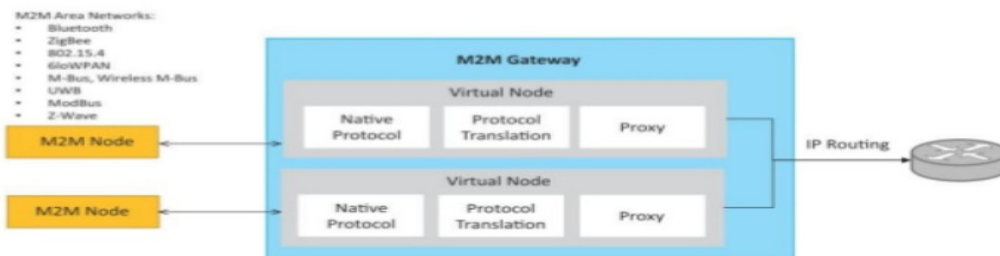 M2M Area Networks:
• Bluetooth
• ZigBee
• 802.15.4
• 6loWPAN
• M-Bus, Wireless M-Bus
• UWB
• ModBus
• Z-Wave
M2M Node
M2M Gateway
Virtual Node
Native
Protocol
Protocol
Translation
Proxy
IP Routing
M2M Node
Virtual Node
Native
Protocol
Protocol
Translation
Proxy